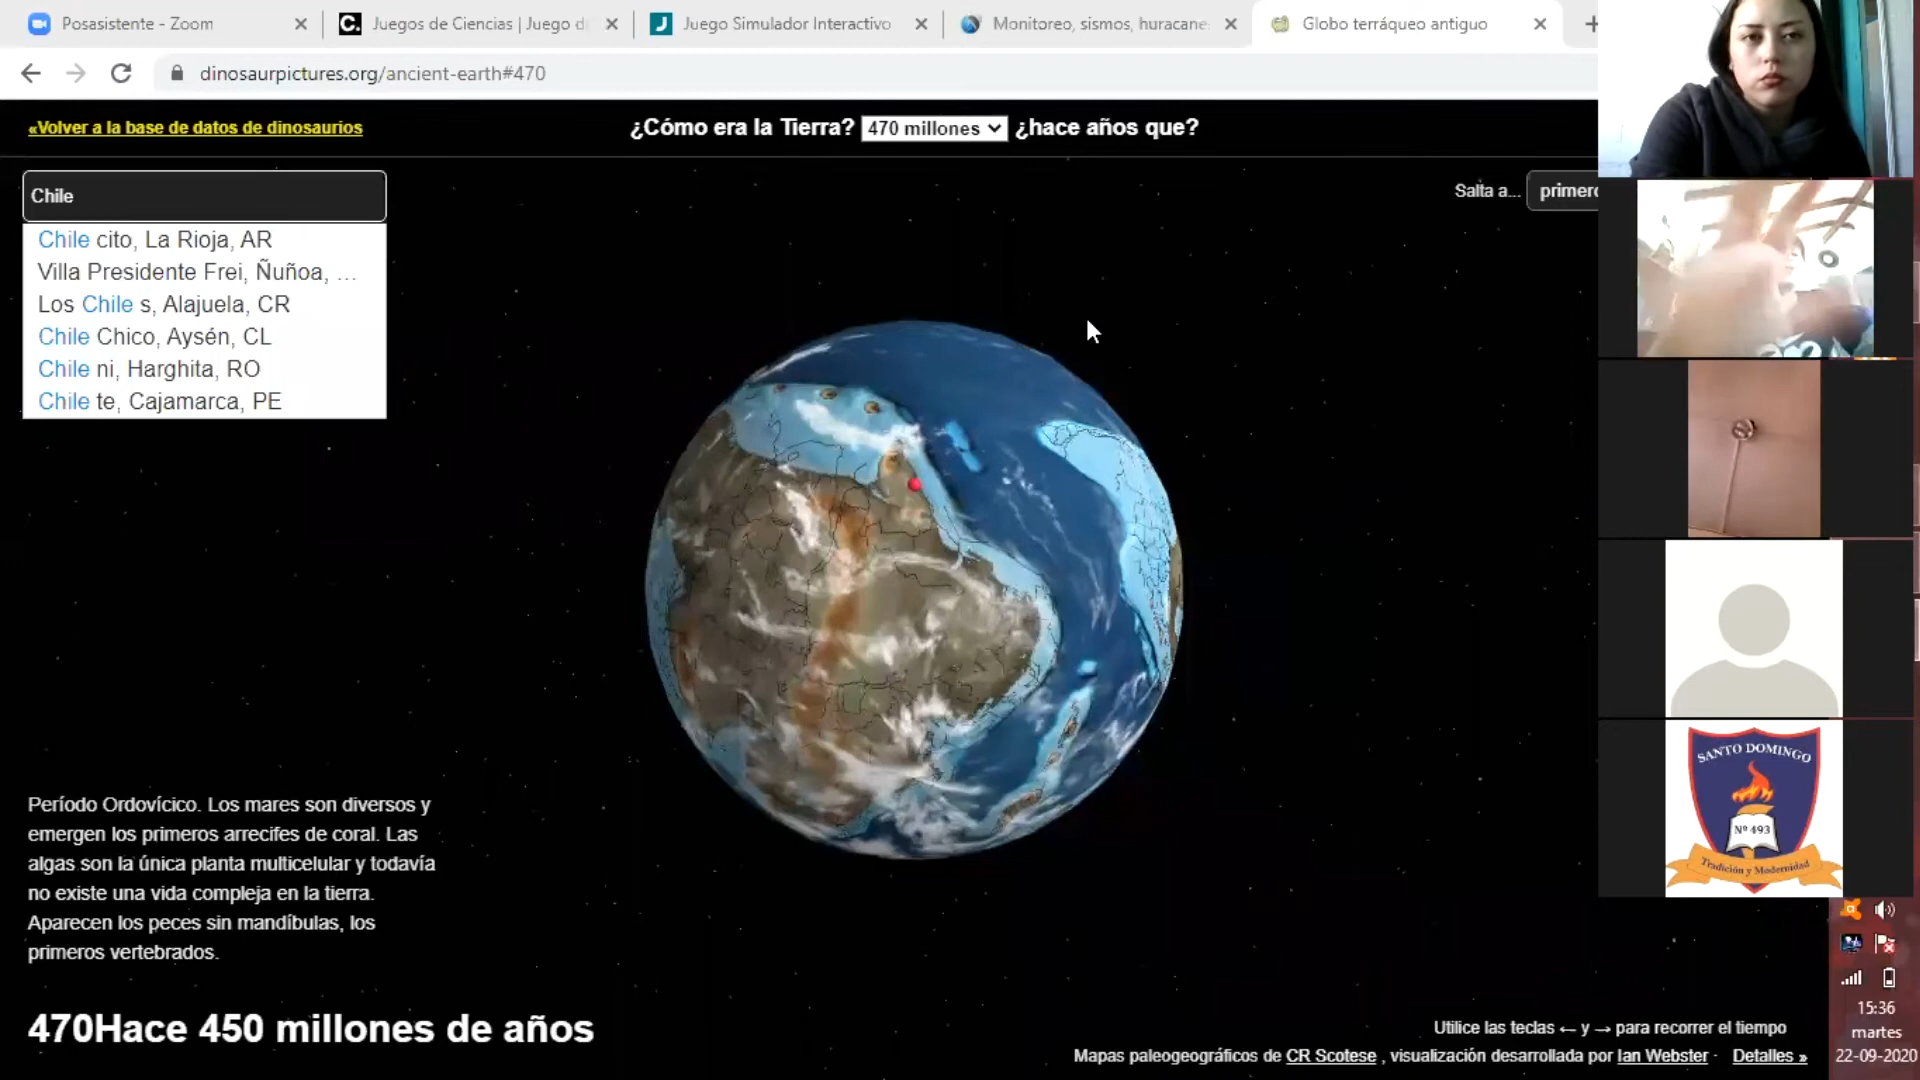 Posasistente - Zoom
Juegos de Ciencias | Juego d
Juego Simulador Interactivo
Monitoreo, sismos, huracane
Globo terráqueo antiguo
dinosaurpictures.org/ancient-earth#470
«Volver a la base de datos de dinosaurios
¿Cómo era la Tierra? 470 millones ¿hace años que?
Chile
Salta a... primero
Chile cito, La Rioja, AR
Villa Presidente Frei, Ñuñoa, ...
Los Chile s, Alajuela, CR
Chile Chico, Aysén, CL
Chile ni, Harghita, RO
Chile te, Cajamarca, PE
SANTO DOMINGO
Nº 493
Tradición y Modernidad
Período Ordovícico. Los mares son diversos y
emergen los primeros arrecifes de coral. Las
algas son la única planta multicelular y todavía
no existe una vida compleja en la tierra.
Aparecen los peces sin mandíbulas, los
primeros vertebrados.
470Hace 450 millones de años
Utilice las teclas ← y → para recorrer el tiempo
Mapas paleogeográficos de CR Scotese , visualización desarrollada por Ian Webster · Detalles »
15:36
martes
22-09-2020